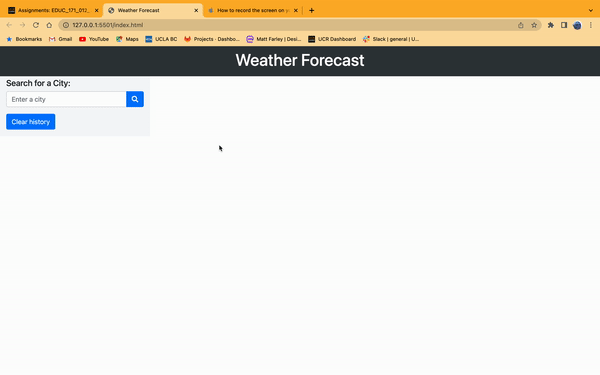 Assignments: EDUC_171_012_
Weather Forecast
How to record the screen on y
127.0.0.1:5501/index.html
Bookmarks
Gmail
YouTube
Maps
UCLA BC
Projects · Dashbo...
Matt Farley | Desi...
UCR Dashboard
Slack | general | U...
Weather Forecast
Search for a City:
Enter a city
Clear history